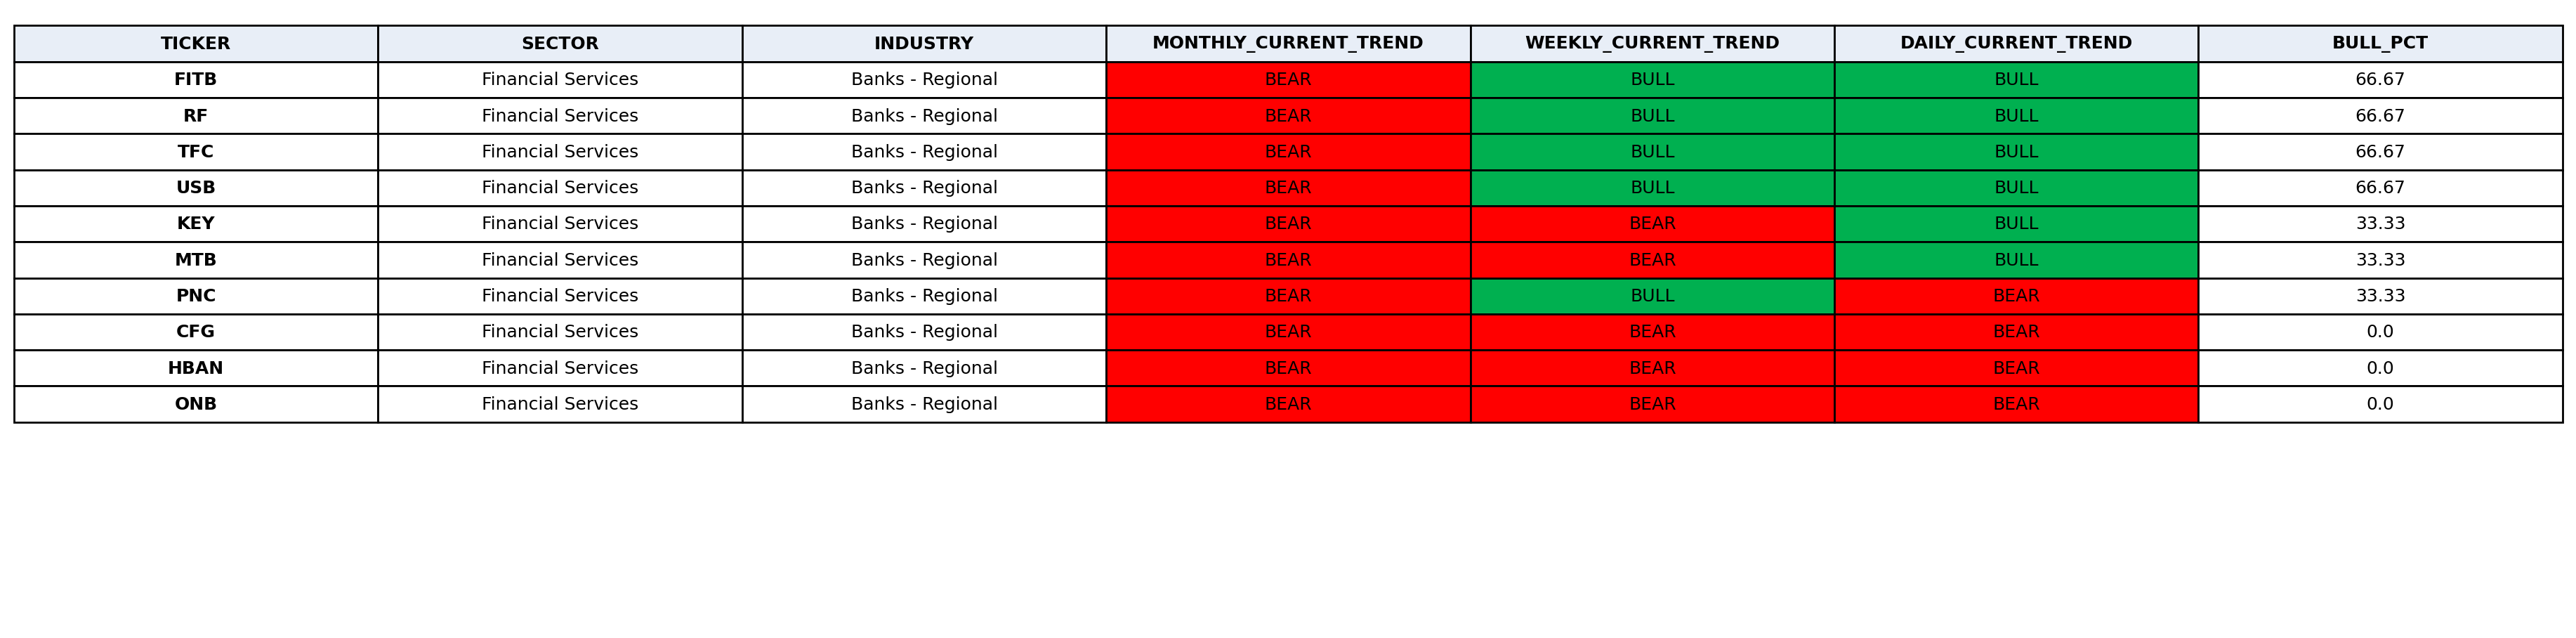 TICKER SECTOR INDUSTRY MONTHLY_CURRENT_TREND WEEKLY_CURRENT_TREND DAILY_CURRENT_TREND BULL_PCT
FITB Financial Services Banks - Regional BEAR BULL BULL 66.67
RF Financial Services Banks - Regional BEAR BULL BULL 66.67
TFC Financial Services Banks - Regional BEAR BULL BULL 66.67
USB Financial Services Banks - Regional BEAR BULL BULL 66.67
KEY Financial Services Banks - Regional BEAR BEAR BULL 33.33
MTB Financial Services Banks - Regional BEAR BEAR BULL 33.33
PNC Financial Services Banks - Regional BEAR BULL BEAR 33.33
CFG Financial Services Banks - Regional BEAR BEAR BEAR 0.0
HBAN Financial Services Banks - Regional BEAR BEAR BEAR 0.0
ONB Financial Services Banks - Regional BEAR BEAR BEAR 0.0